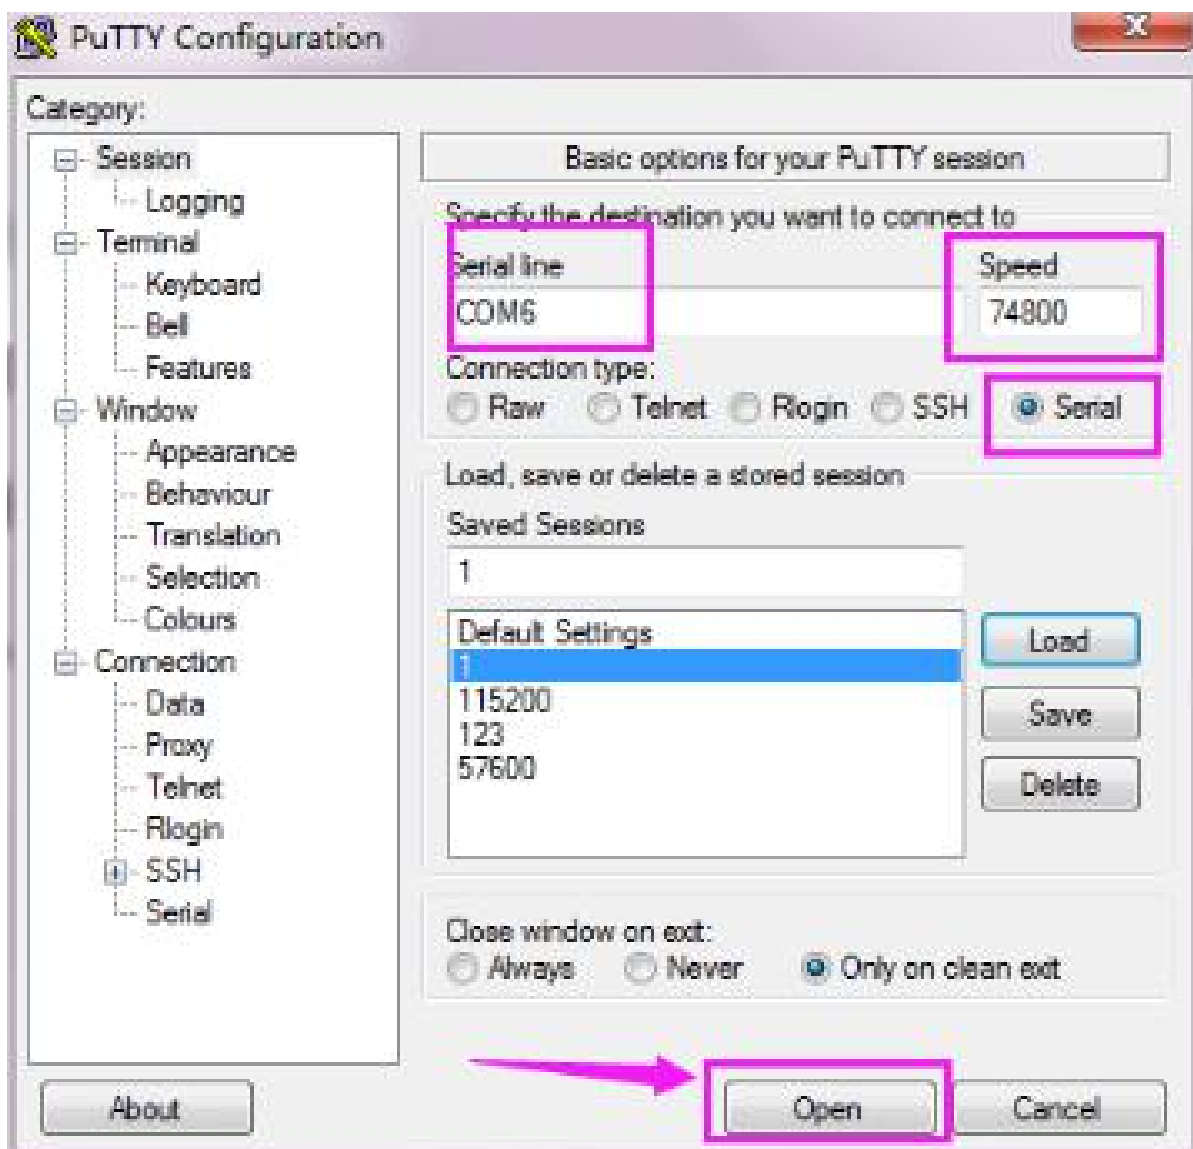 PuTTY Configuration
Category:
Session
Logging
Terminal
Keyboard
Bell
Features
Window
Appearance
Behaviour
Translation
Selection
Colours
Connection
Data
Proxy
Telnet
Rlogin
SSH
Serial
About
Basic options for your PuTTY session
Specify the destination you want to connect to
Serial line Speed
COM6 74800
Connection type:
Raw Telnet Rlogin SSH Serial
Load, save or delete a stored session
Saved Sessions
1
Default Settings
1
115200
123
57600
Load
Save
Delete
Close window on exit:
Always Never Only on clean exit
Open Cancel